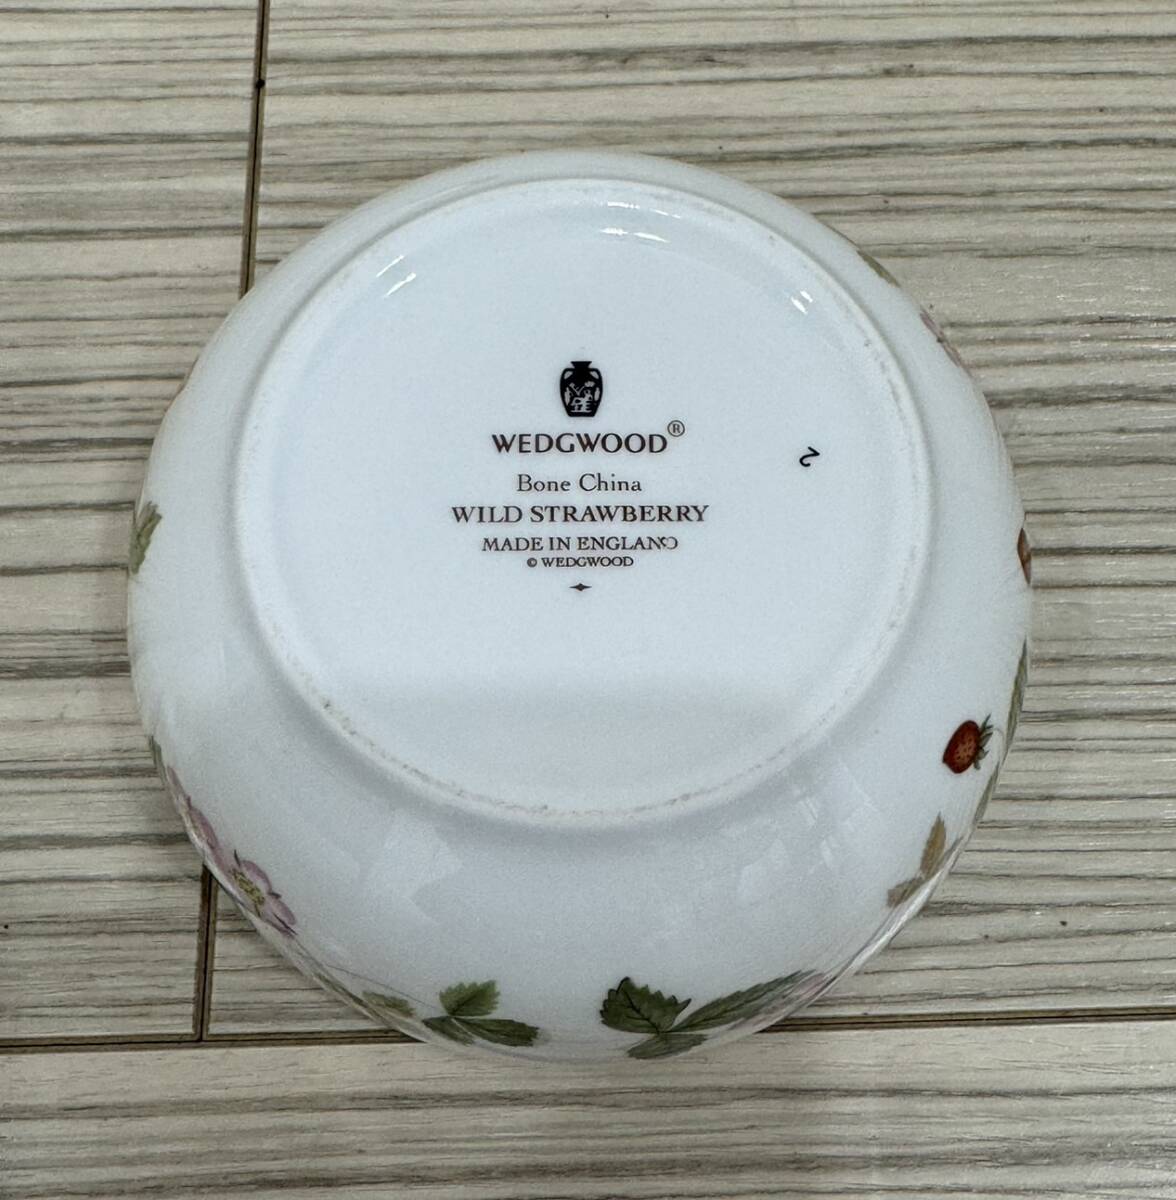 WEDGWOOD®
Bone China
WILD STRAWBERRY
MADE IN ENGLAND
© WEDGWOOD
2